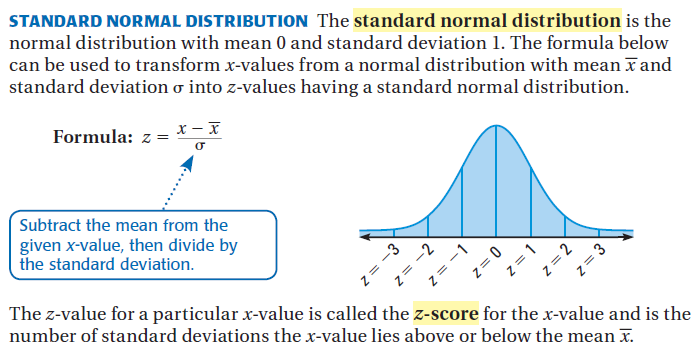 STANDARD NORMAL DISTRIBUTION The standard normal distribution is the
normal distribution with mean 0 and standard deviation 1. The formula below
can be used to transform x-values from a normal distribution with mean x̅ and
standard deviation σ into z-values having a standard normal distribution.
Formula: z = (x − x̅)/σ
Subtract the mean from the
given x-value, then divide by
the standard deviation.
z = −3
z = −2
z = −1
z = 0
z = 1
z = 2
z = 3
The z-value for a particular x-value is called the z-score for the x-value and is the
number of standard deviations the x-value lies above or below the mean x̅.